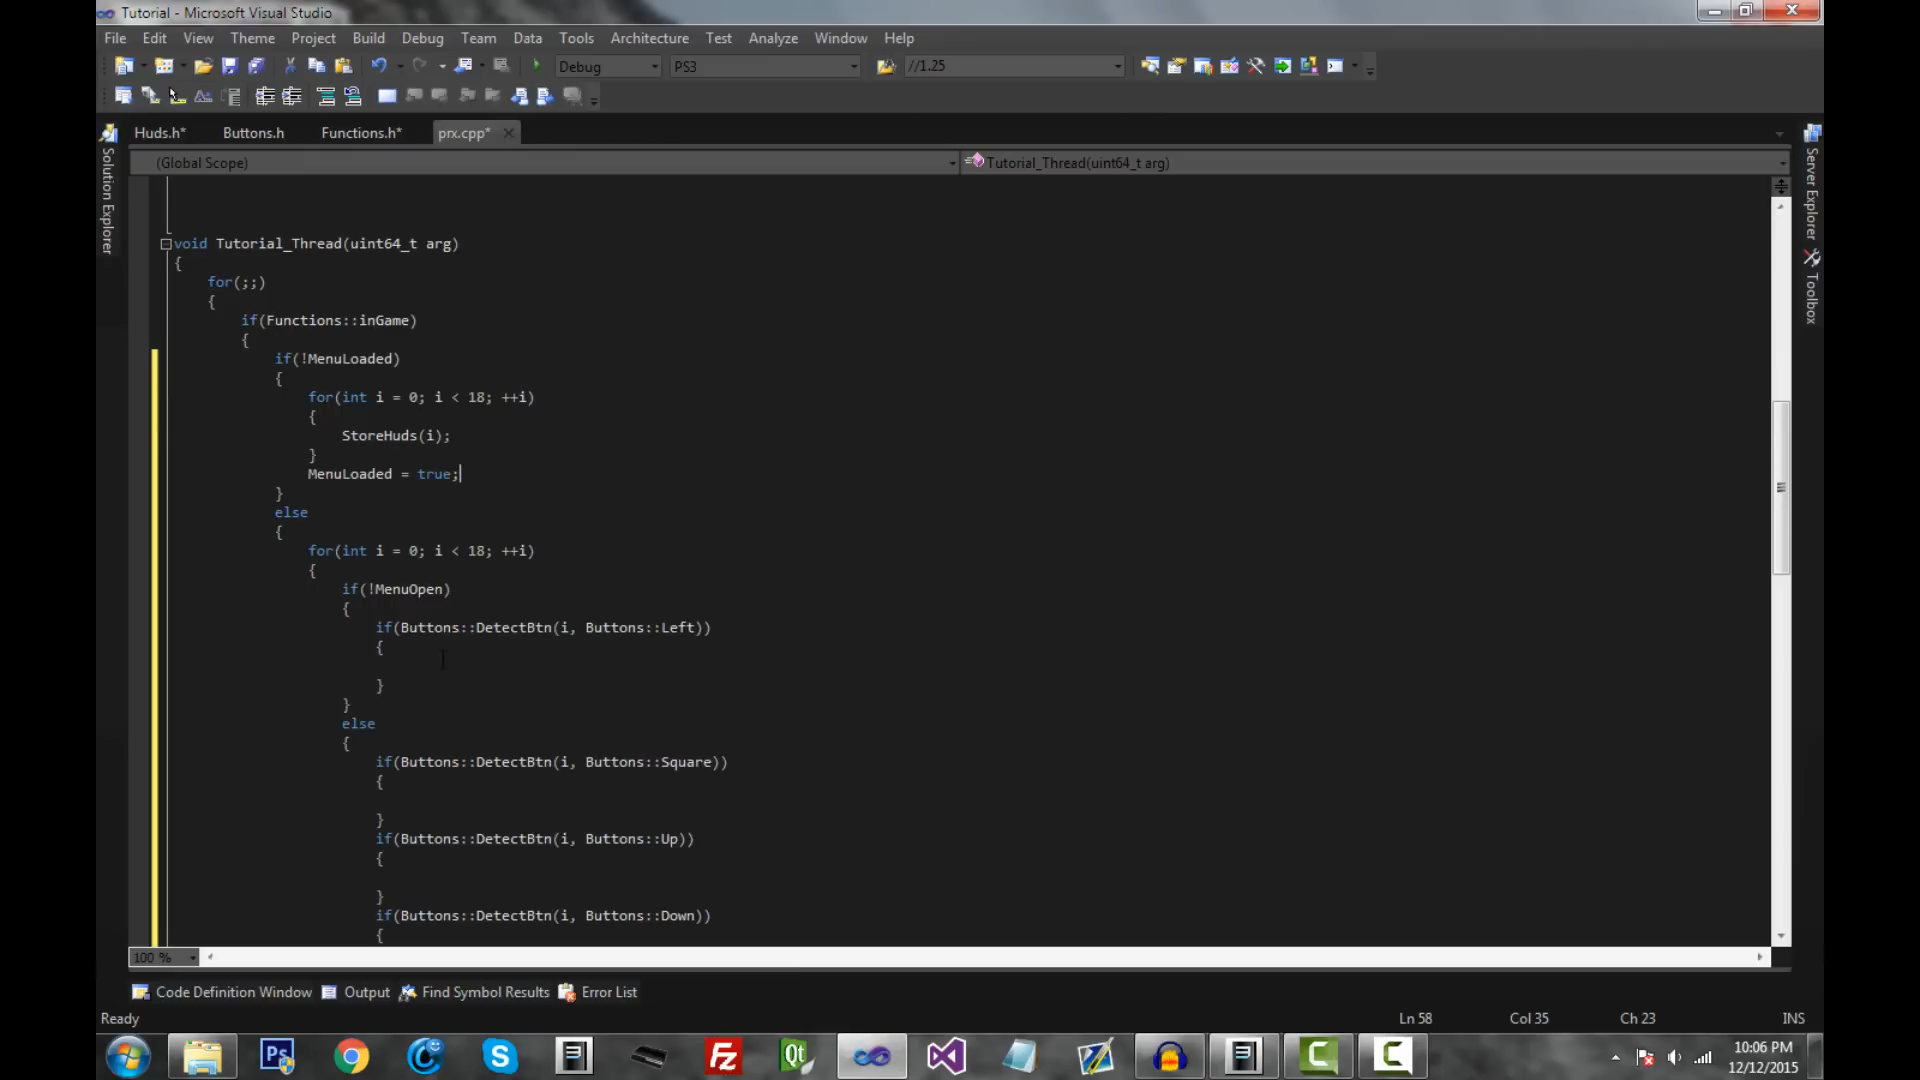 Tutorial - Microsoft Visual Studio
File Edit View Theme Project Build Debug Team Data Tools Architecture Test Analyze Window Help
Debug PS3 //1.25
Huds.h* Buttons.h Functions.h* prx.cpp*
(Global Scope) Tutorial_Thread(uint64_t arg)
Solution Explorer
Server Explorer
Toolbox
void Tutorial_Thread(uint64_t arg)
{
for(;;)
{
if(Functions::inGame)
{
if(!MenuLoaded)
{
for(int i = 0; i < 18; ++i)
{
StoreHuds(i);
}
MenuLoaded = true;
}
else
{
for(int i = 0; i < 18; ++i)
{
if(!MenuOpen)
{
if(Buttons::DetectBtn(i, Buttons::Left))
{
}
}
else
{
if(Buttons::DetectBtn(i, Buttons::Square))
{
}
if(Buttons::DetectBtn(i, Buttons::Up))
{
}
if(Buttons::DetectBtn(i, Buttons::Down))
{
100 %
Code Definition Window Output Find Symbol Results Error List
Ready Ln 58 Col 35 Ch 23 INS
Ps Fz Qt C C
10:06 PM
12/12/2015